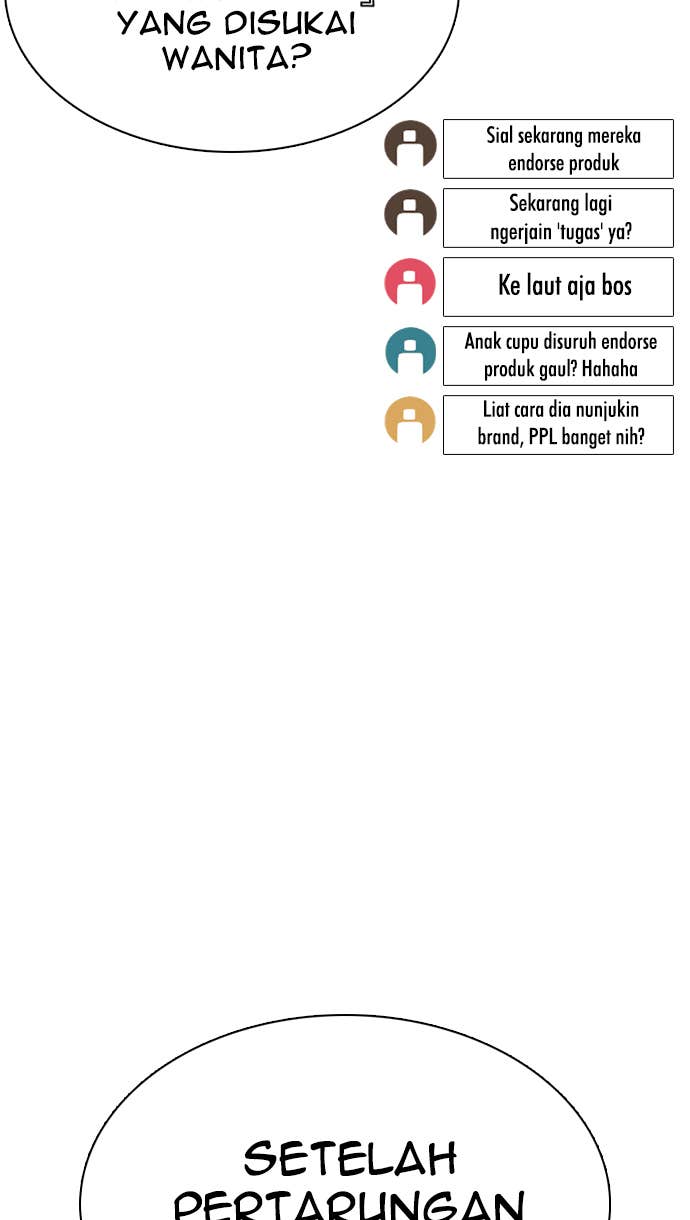 YANG DISUKAI
WANITA?
Sial sekarang mereka
endorse produk
Sekarang lagi
ngerjain 'tugas' ya?
Ke laut aja bos
Anak cupu disuruh endorse
produk gaul? Hahaha
Liat cara dia nunjukin
brand, PPL banget nih?
SETELAH
PERTARUNGAN